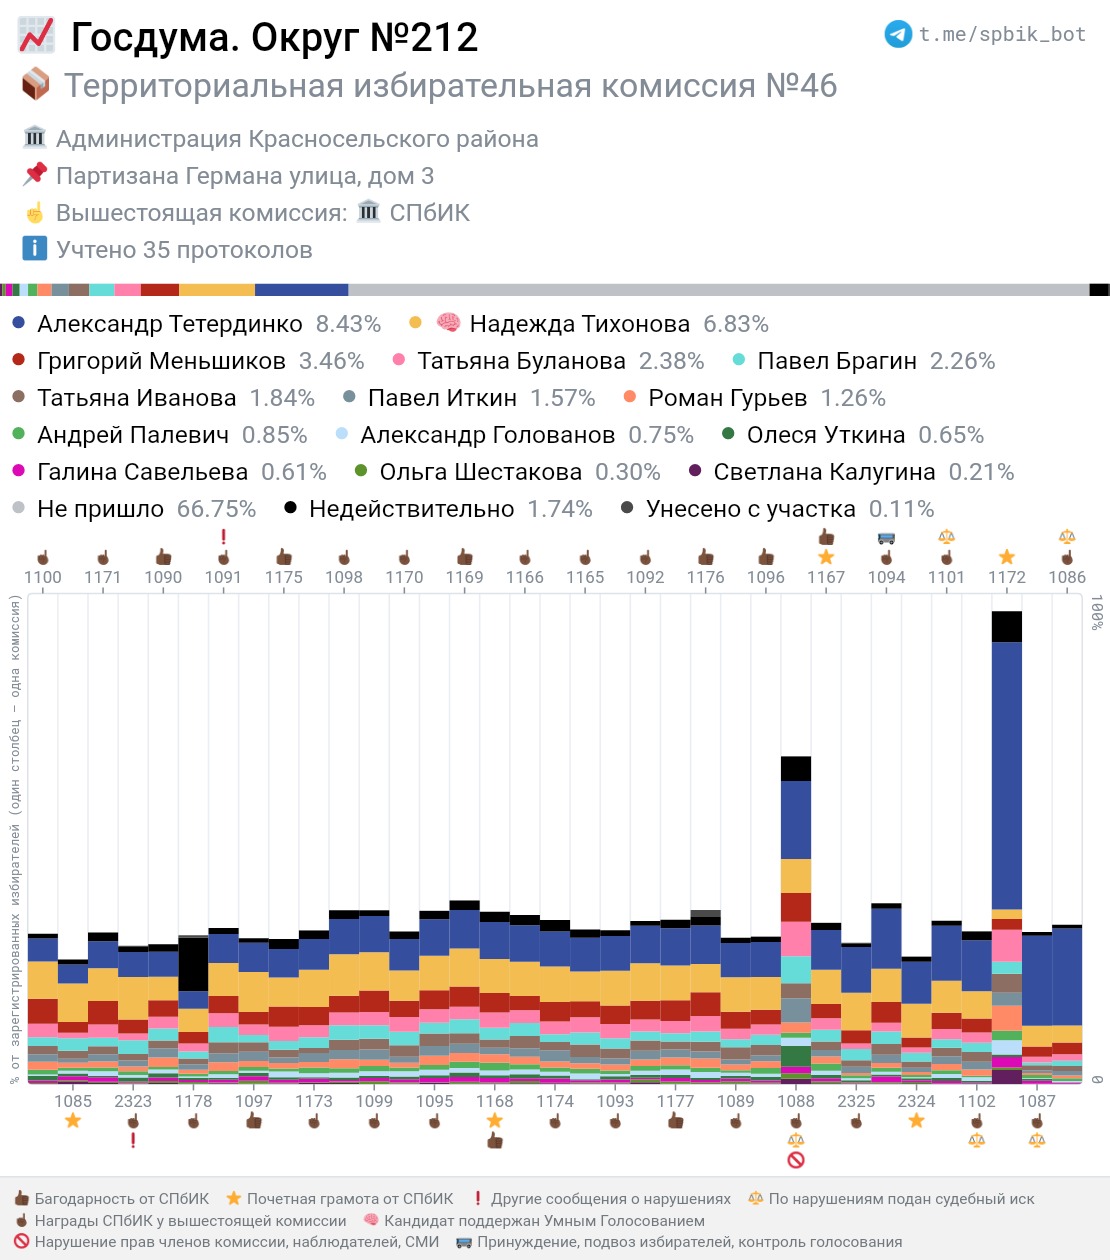 Госдума. Округ №212
t.me/spbik_bot
Территориальная избирательная комиссия №46
Администрация Красносельского района
Партизана Германа улица, дом 3
Вышестоящая комиссия: СПбИК
Учтено 35 протоколов
Александр Тетердинко 8.43% Надежда Тихонова 6.83%
Григорий Меньшиков 3.46% Татьяна Буланова 2.38% Павел Брагин 2.26%
Татьяна Иванова 1.84% Павел Иткин 1.57% Роман Гурьев 1.26%
Андрей Палевич 0.85% Александр Голованов 0.75% Олеся Уткина 0.65%
Галина Савельева 0.61% Ольга Шестакова 0.30% Светлана Калугина 0.21%
Не пришло 66.75% Недействительно 1.74% Унесено с участка 0.11%
1100 1171 1090 1091 1175 1098 1170 1169 1166 1165 1092 1176 1096 1167 1094 1101 1172 1086
% от зарегистрированных избирателей (один столбец – одна комиссия)
100%
0
1085 2323 1178 1097 1173 1099 1095 1168 1174 1093 1177 1089 1088 2325 2324 1102 1087
Багодарность от СПбИК Почетная грамота от СПбИК Другие сообщения о нарушениях По нарушениям подан судебный иск
Награды СПбИК у вышестоящей комиссии Кандидат поддержан Умным Голосованием
Нарушение прав членов комиссии, наблюдателей, СМИ Принуждение, подвоз избирателей, контроль голосования